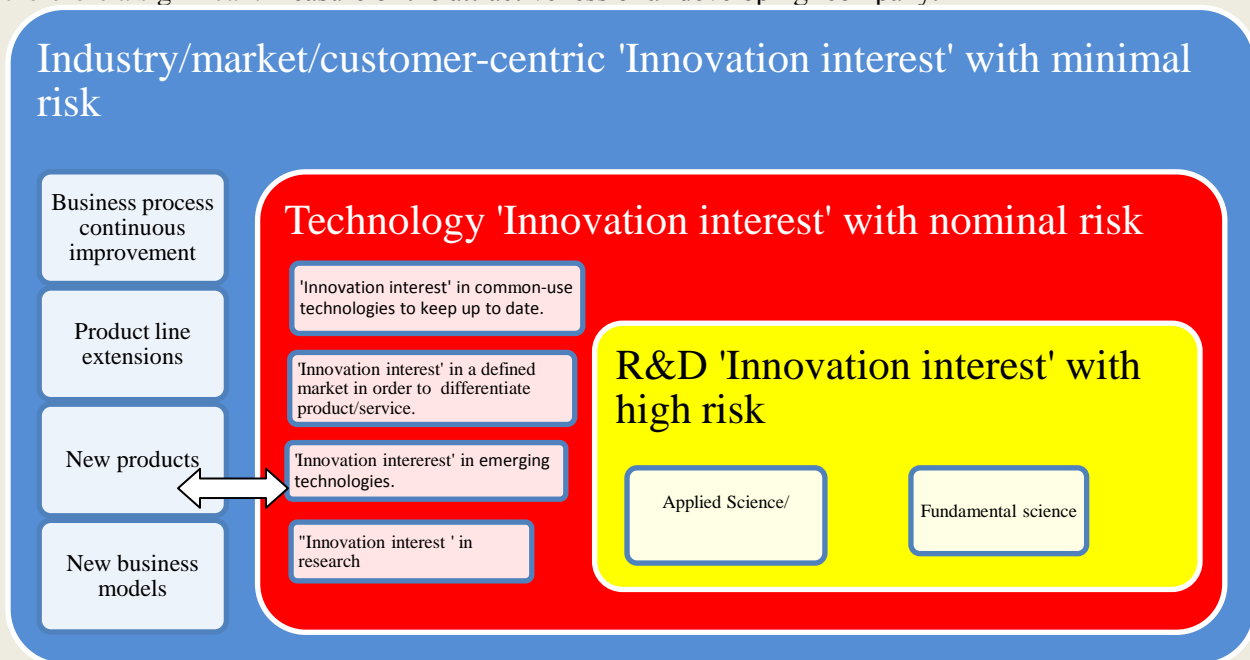 Industry/market/customer-centric 'Innovation interest' with minimal
risk
Business process
continuous
improvement
Product line
extensions
New products
New business
models
Technology 'Innovation interest' with nominal risk
'Innovation interest' in common-use
technologies to keep up to date.
'Innovation interest' in a defined
market in order to  differentiate
product/service.
'Innovation intererest' in emerging
technologies.
"Innovation interest ' in
research
R&D 'Innovation interest' with
high risk
Applied Science/
Fundamental science